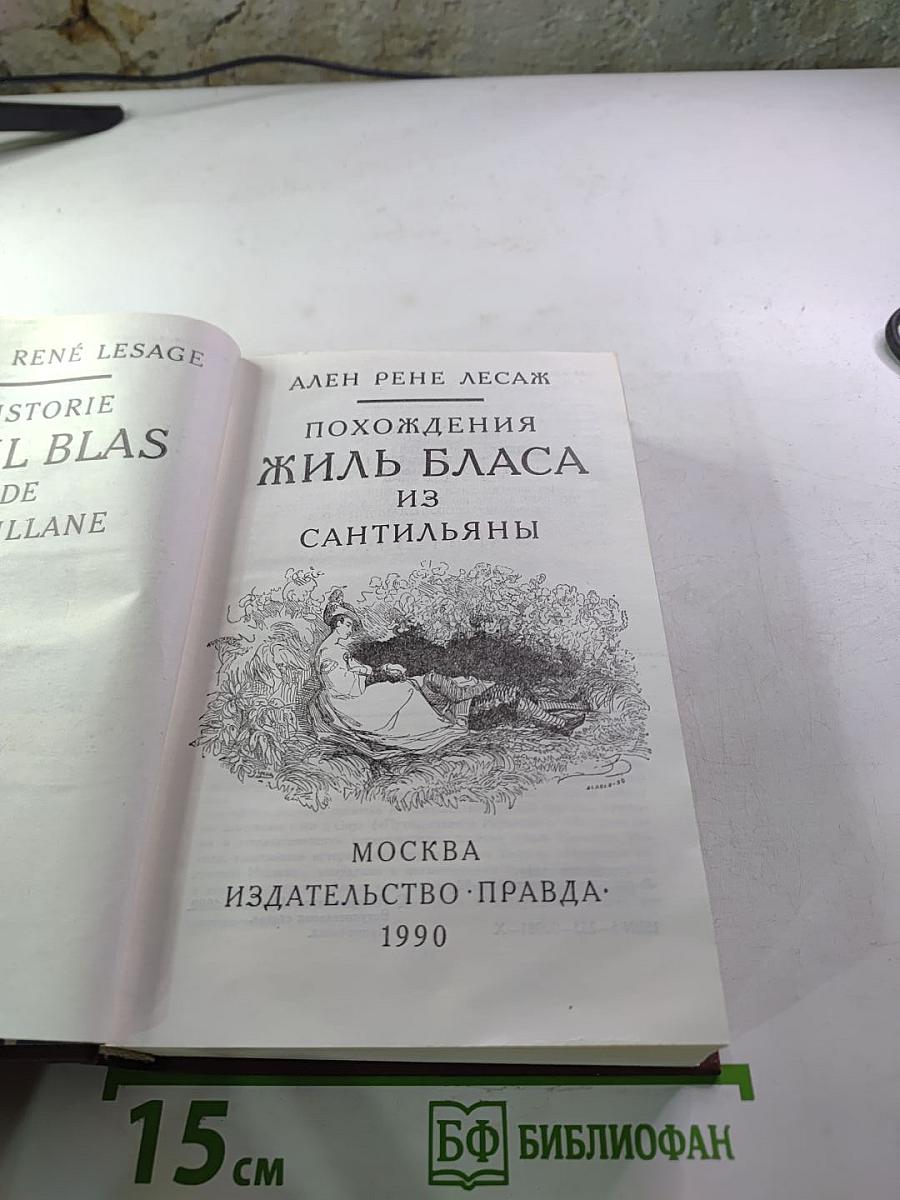 RENÉ LESAGE
ISTORIE
L BLAS
DE
LLANE
АЛЕН РЕНЕ ЛЕСАЖ
ПОХОЖДЕНИЯ
ЖИЛЬ БЛАСА
ИЗ
САНТИЛЬЯНЫ
МОСКВА
ИЗДАТЕЛЬСТВО ·ПРАВДА·
1990
15 см
БФ БИБЛИОФАН